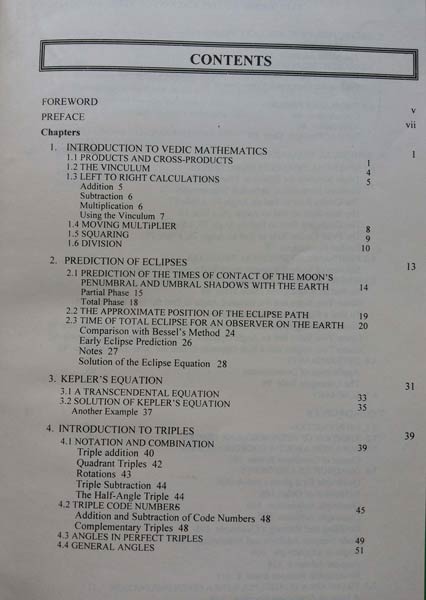 CONTENTS
FOREWORD v
PREFACE vii
Chapters
1. INTRODUCTION TO VEDIC MATHEMATICS 1
1.1 PRODUCTS AND CROSS-PRODUCTS 1
1.2 THE VINCULUM 4
1.3 LEFT TO RIGHT CALCULATIONS 5
Addition 5
Subtraction 6
Multiplication 6
Using the Vinculum 7
1.4 MOVING MULTIPLIER 8
1.5 SQUARING 9
1.6 DIVISION 10
2. PREDICTION OF ECLIPSES 13
2.1 PREDICTION OF THE TIMES OF CONTACT OF THE MOON'S
PENUMBRAL AND UMBRAL SHADOWS WITH THE EARTH 14
Partial Phase 15
Total Phase 18
2.2 THE APPROXIMATE POSITION OF THE ECLIPSE PATH 19
2.3 TIME OF TOTAL ECLIPSE FOR AN OBSERVER ON THE EARTH 20
Comparison with Bessel's Method 24
Early Eclipse Prediction 26
Notes 27
Solution of the Eclipse Equation 28
3. KEPLER'S EQUATION 31
3.1 A TRANSCENDENTAL EQUATION 33
3.2 SOLUTION OF KEPLER'S EQUATION 35
Another Example 37
4. INTRODUCTION TO TRIPLES 39
4.1 NOTATION AND COMBINATION 39
Triple addition 40
Quadrant Triples 42
Rotations 43
Triple Subtraction 44
The Half-Angle Triple 44
4.2 TRIPLE CODE NUMBERS 45
Addition and Subtraction of Code Numbers 48
Complementary Triples 48
4.3 ANGLES IN PERFECT TRIPLES 49
4.4 GENERAL ANGLES 51